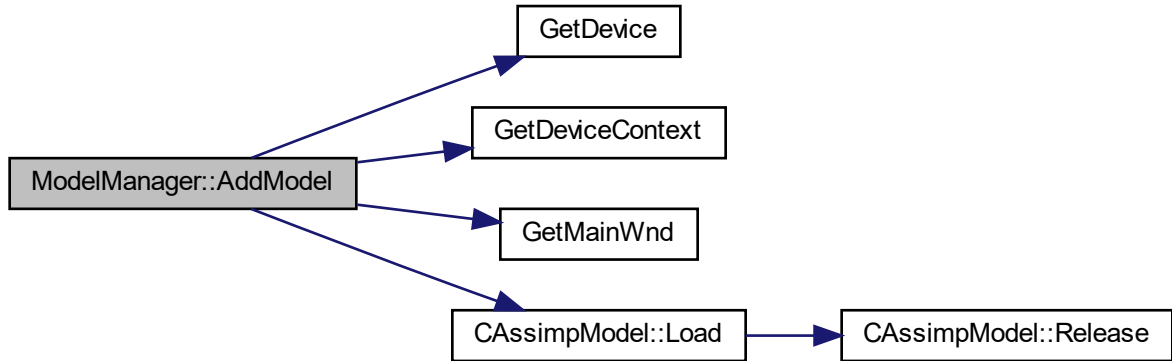 GetDevice
GetDeviceContext
ModelManager::AddModel
GetMainWnd
CAssimpModel::Load
CAssimpModel::Release